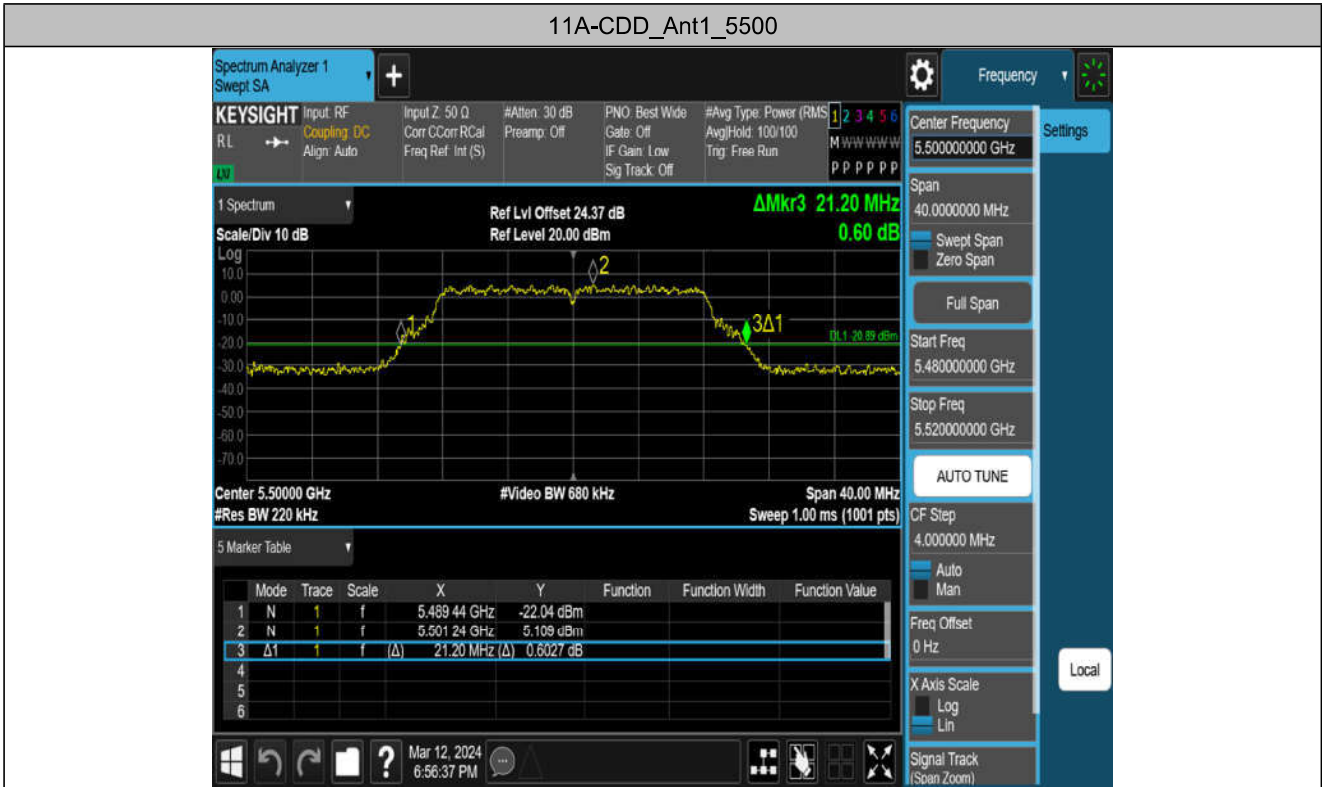 11A-CDD_Ant1_5500
Spectrum Analyzer 1
Swept SA
+
Frequency
KEYSIGHT
RL
LXI
Input: RF
Coupling: DC
Align: Auto
Input Z: 50 Ω
Corr CCorr RCal
Freq Ref: Int (S)
#Atten: 30 dB
Preamp: Off
PNO: Best Wide
Gate: Off
IF Gain: Low
Sig Track: Off
#Avg Type: Power (RMS
Avg|Hold: 100/100
Trig: Free Run
1 2 3 4 5 6
M W W W W W
P P P P P P
Center Frequency
5.500000000 GHz
Settings
Span
40.0000000 MHz
Swept Span
Zero Span
Full Span
Start Freq
5.480000000 GHz
Stop Freq
5.520000000 GHz
AUTO TUNE
CF Step
4.000000 MHz
Auto
Man
Freq Offset
0 Hz
X Axis Scale
Log
Lin
Signal Track
(Span Zoom)
Local
1 Spectrum
Scale/Div 10 dB
Ref Lvl Offset 24.37 dB
Ref Level 20.00 dBm
ΔMkr3 21.20 MHz
0.60 dB
Log
10.0
0.00
-10.0
-20.0
-30.0
-40.0
-50.0
-60.0
-70.0
1
2
3Δ1
DL1 -20.89 dBm
Center 5.50000 GHz
#Res BW 220 kHz
#Video BW 680 kHz
Span 40.00 MHz
Sweep 1.00 ms (1001 pts)
5 Marker Table
Mode Trace Scale X Y Function Function Width Function Value
1 N 1 f 5.489 44 GHz -22.04 dBm
2 N 1 f 5.501 24 GHz 5.109 dBm
3 Δ1 1 f (Δ) 21.20 MHz (Δ) 0.6027 dB
4
5
6
?
Mar 12, 2024
6:56:37 PM